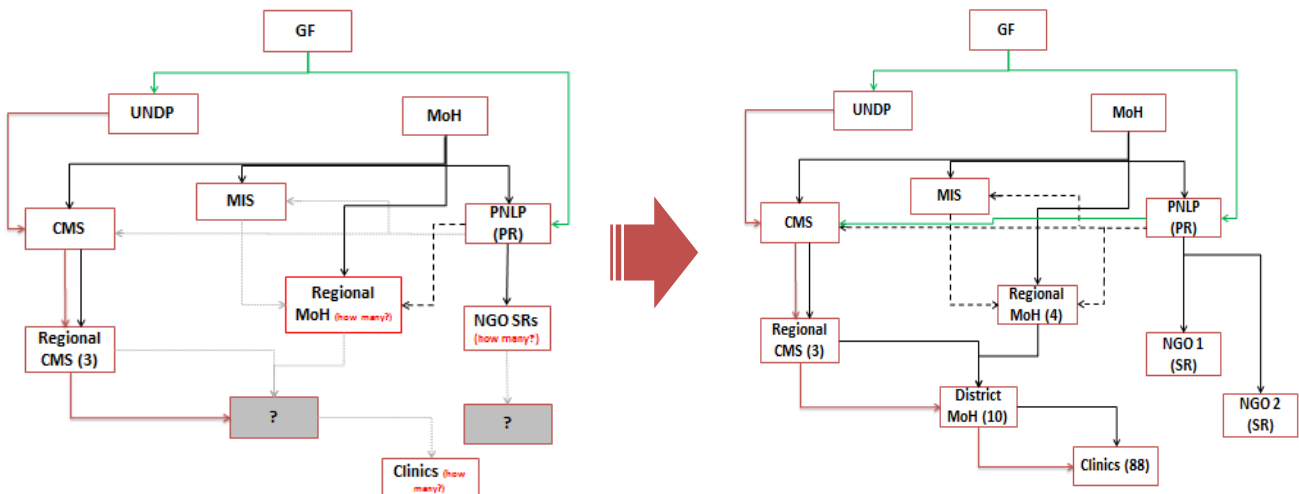 GF
UNDP
MoH
MIS
CMS
PNLP
(PR)
Regional
MoH (how many?)
NGO SRs
(how many?)
Regional
CMS (3)
?
?
Clinics (how
many?)
GF
UNDP
MoH
MIS
CMS
PNLP
(PR)
Regional
MoH (4)
Regional
CMS (3)
NGO 1
(SR)
District
MoH (10)
NGO 2
(SR)
Clinics (88)